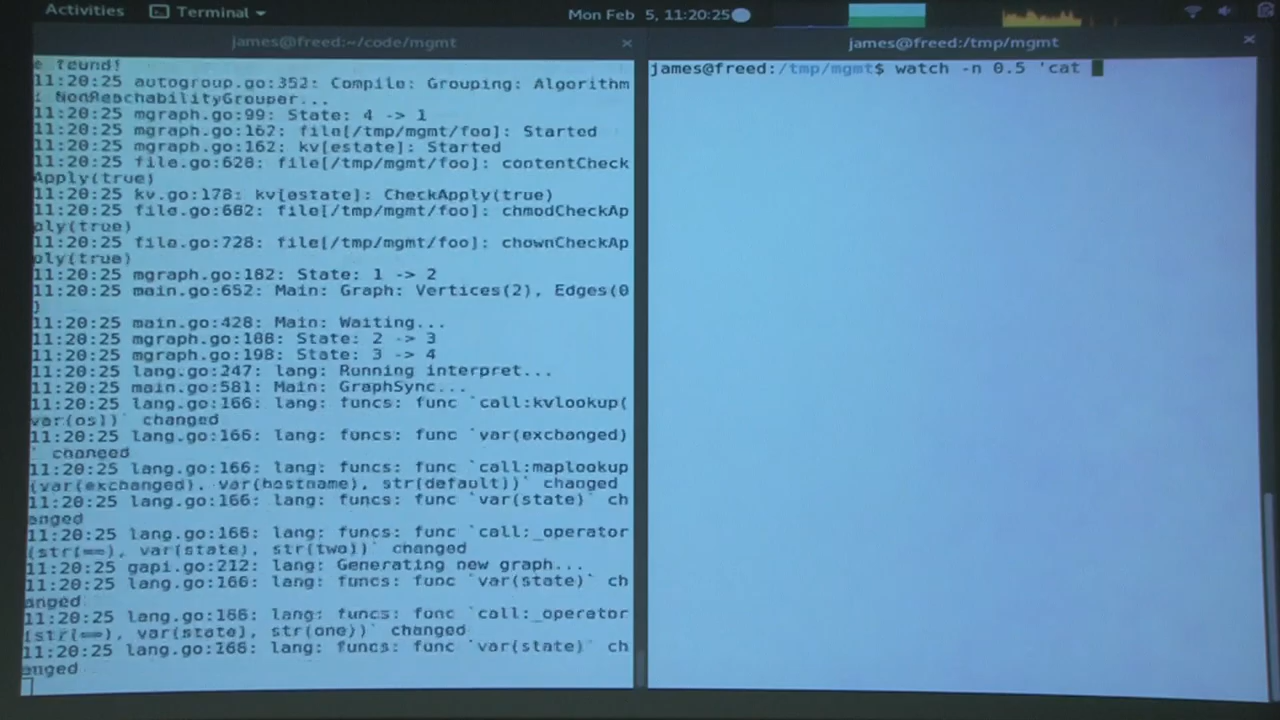 Activities Terminal Mon Feb 5, 11:20:25
james@freed:~/code/mgmt ×
james@freed:/tmp/mgmt ×
e found!
11:20:25 autogroup.go:352: Compile: Grouping: Algorithm
: NonReachabilityGrouper...
11:20:25 mgraph.go:99: State: 4 -> 1
11:20:25 mgraph.go:162: file[/tmp/mgmt/foo]: Started
11:20:25 mgraph.go:162: kv[estate]: Started
11:20:25 file.go:628: file[/tmp/mgmt/foo]: contentCheck
Apply(true)
11:20:25 kv.go:178: kv[estate]: CheckApply(true)
11:20:25 file.go:682: file[/tmp/mgmt/foo]: chmodCheckAp
ply(true)
11:20:25 file.go:728: file[/tmp/mgmt/foo]: chownCheckAp
ply(true)
11:20:25 mgraph.go:182: State: 1 -> 2
11:20:25 main.go:652: Main: Graph: Vertices(2), Edges(0
)
11:20:25 main.go:428: Main: Waiting...
11:20:25 mgraph.go:188: State: 2 -> 3
11:20:25 mgraph.go:198: State: 3 -> 4
11:20:25 lang.go:247: lang: Running interpret...
11:20:25 main.go:581: Main: GraphSync...
11:20:25 lang.go:166: lang: funcs: func `call:kvlookup(
var(ns))` changed
11:20:25 lang.go:166: lang: funcs: func `var(exchanged)
` changed
11:20:25 lang.go:166: lang: funcs: func `call:maplookup
(var(exchanged), var(hostname), str(default))` changed
11:20:25 lang.go:166: lang: funcs: func `var(state)` ch
anged
11:20:25 lang.go:166: lang: funcs: func `call:_operator
(str(==), var(state), str(two))` changed
11:20:25 gapi.go:212: lang: Generating new graph...
11:20:25 lang.go:166: lang: funcs: func `var(state)` ch
anged
11:20:25 lang.go:166: lang: funcs: func `call:_operator
(str(==), var(state), str(one))` changed
11:20:25 lang.go:166: lang: funcs: func `var(state)` ch
anged
james@freed:/tmp/mgmt$ watch -n 0.5 'cat